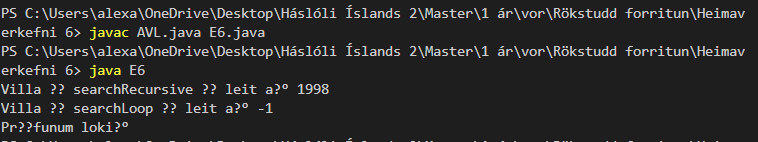 PS C:\Users\alexa\OneDrive\Desktop\Háslóli Íslands 2\Master\1 ár\vor\Rökstudd forritun\Heimav
erkefni 6> javac AVL.java E6.java
PS C:\Users\alexa\OneDrive\Desktop\Háslóli Íslands 2\Master\1 ár\vor\Rökstudd forritun\Heimav
erkefni 6> java E6
Villa ?? searchRecursive ?? leit a?º 1998
Villa ?? searchLoop ?? leit a?º -1
Pr??funum loki?º